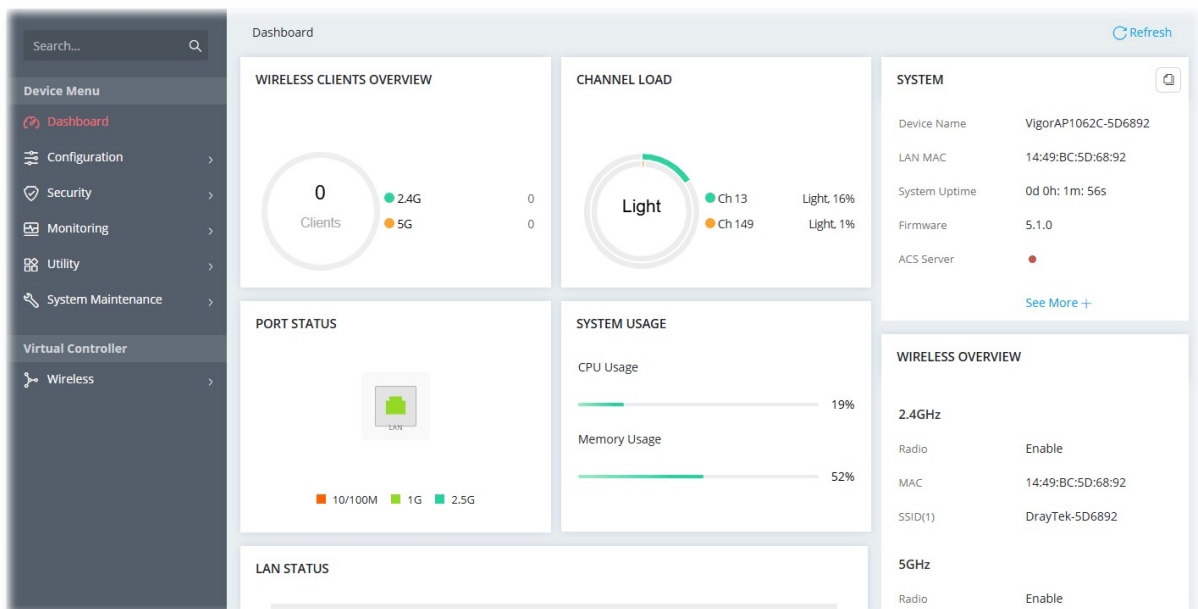 Search...
Device Menu
Dashboard
Configuration
Security
Monitoring
Utility
System Maintenance
Virtual Controller
Wireless
Dashboard
Refresh
WIRELESS CLIENTS OVERVIEW
0
Clients
2.4G 0
5G 0
CHANNEL LOAD
Light
Ch 13 Light, 16%
Ch 149 Light, 1%
SYSTEM
Device Name VigorAP1062C-5D6892
LAN MAC 14:49:BC:5D:68:92
System Uptime 0d 0h: 1m: 56s
Firmware 5.1.0
ACS Server
See More +
PORT STATUS
LAN
10/100M 1G 2.5G
SYSTEM USAGE
CPU Usage
19%
Memory Usage
52%
WIRELESS OVERVIEW
2.4GHz
Radio Enable
MAC 14:49:BC:5D:68:92
SSID(1) DrayTek-5D6892
5GHz
Radio Enable
LAN STATUS